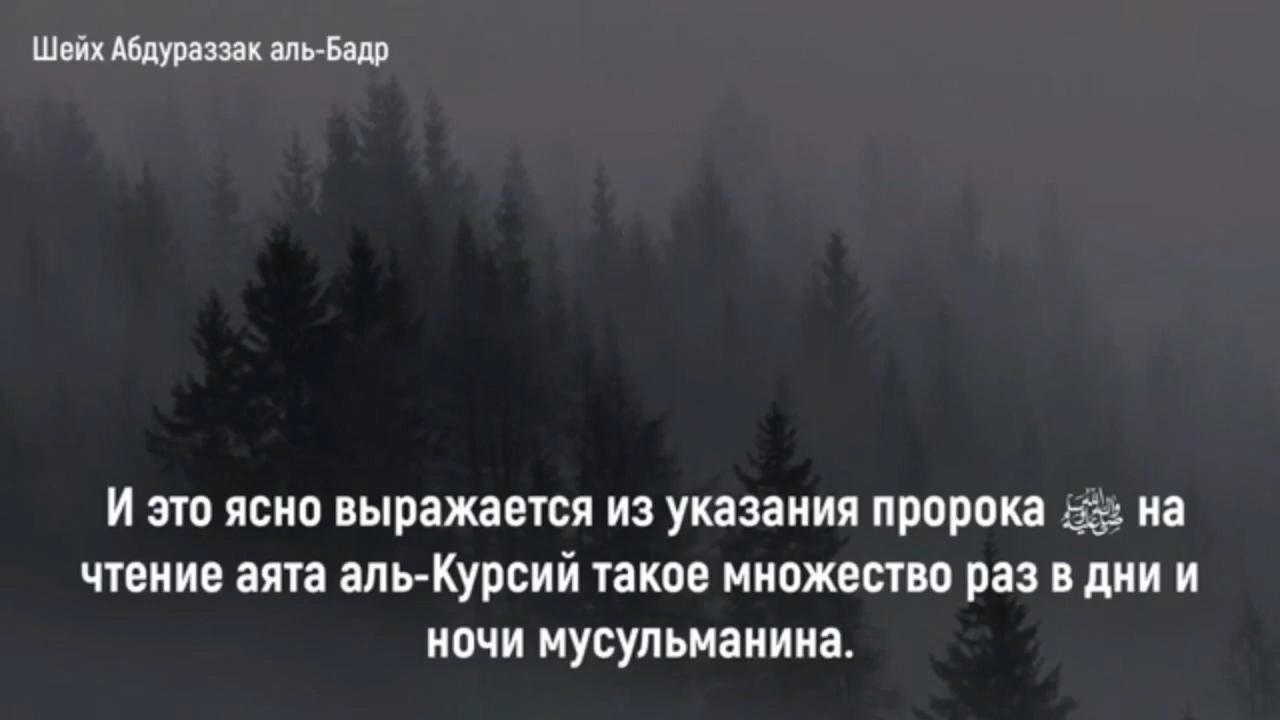 Шейх Абдураззак аль-Бадр
И это ясно выражается из указания пророка ﷺ на
чтение аята аль-Курсий такое множество раз в дни и
ночи мусульманина.